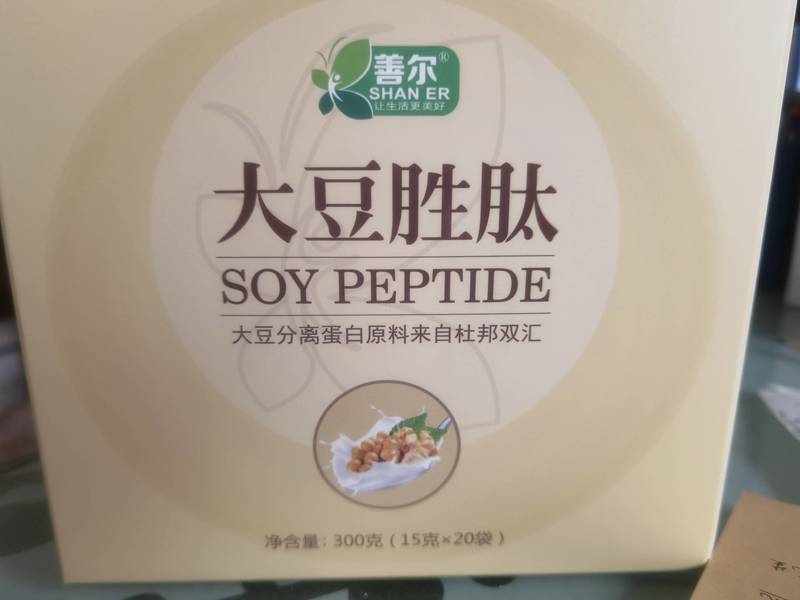 善尔®
SHAN ER
让生活更美好
大豆胜肽
SOY PEPTIDE
大豆分离蛋白原料来自杜邦双汇
净含量：300克（15克×20袋）